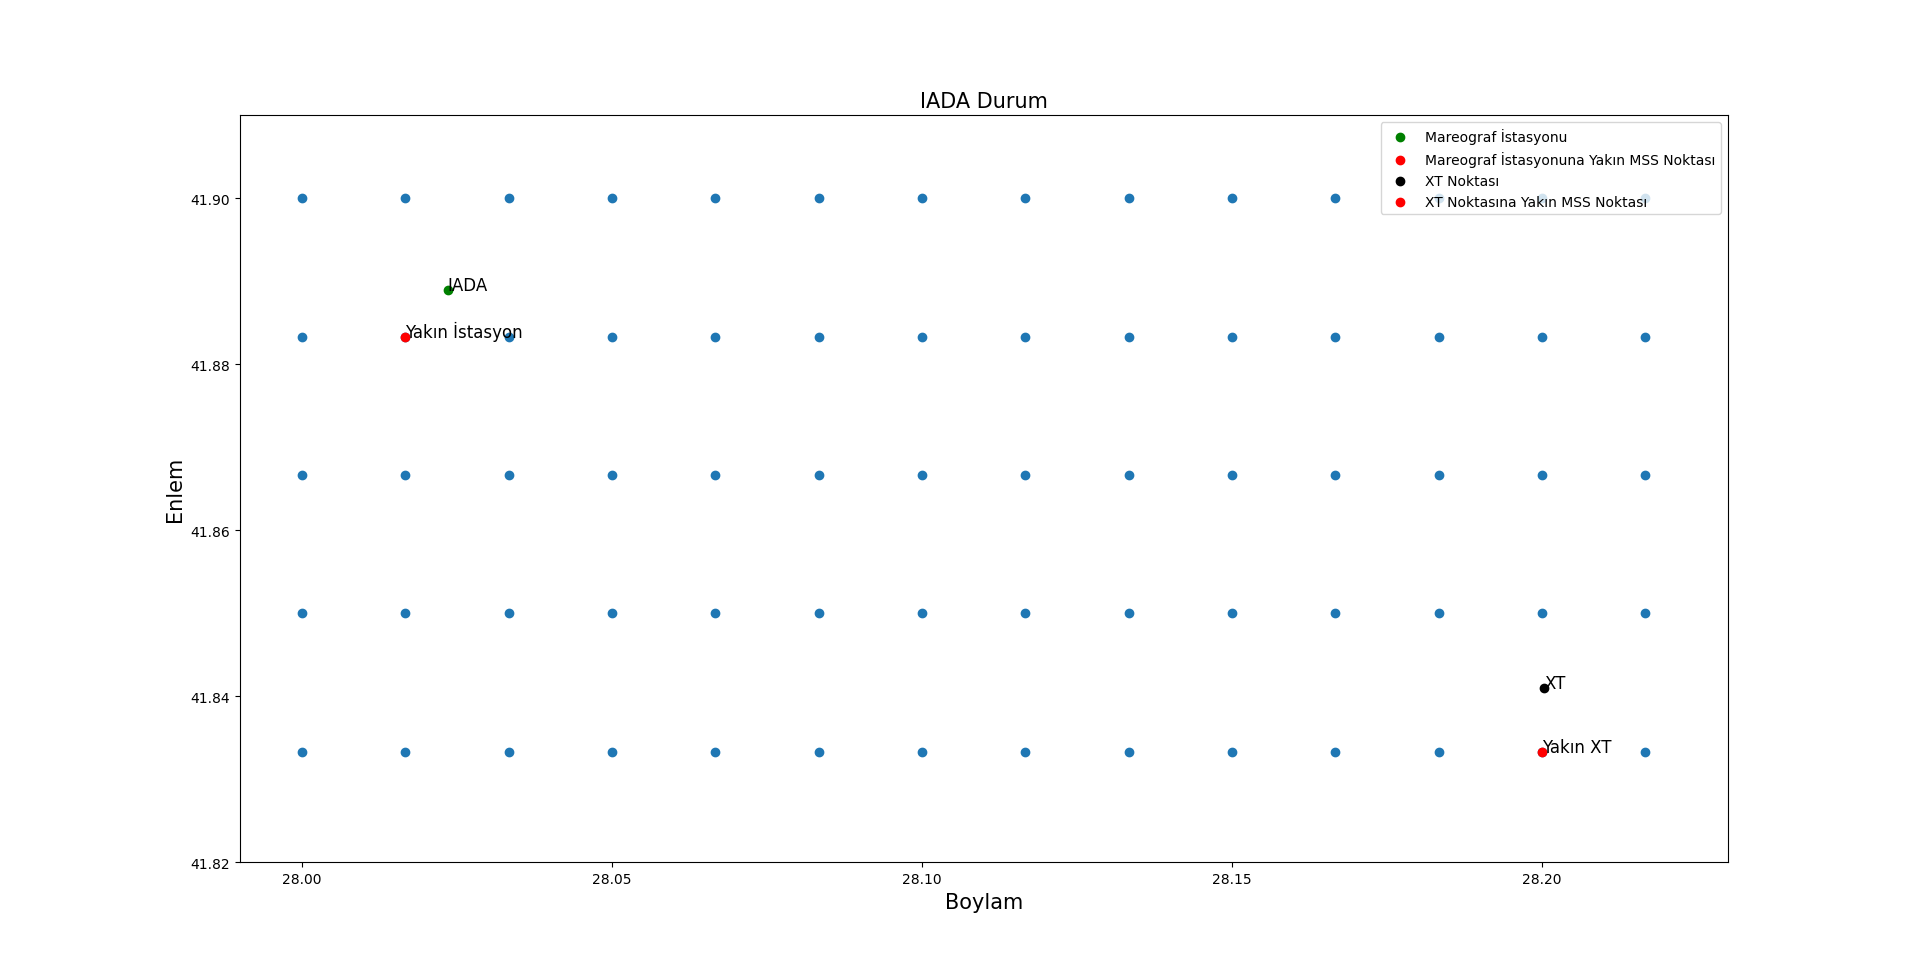 IADA Durum
Mareograf İstasyonu
Mareograf İstasyonuna Yakın MSS Noktası
XT Noktası
XT Noktasına Yakın MSS Noktası
41.90
IADA
Yakın İstasyon
41.88
41.86
Enlem
41.84
XT
Yakın XT
41.82
28.00 28.05 28.10 28.15 28.20
Boylam